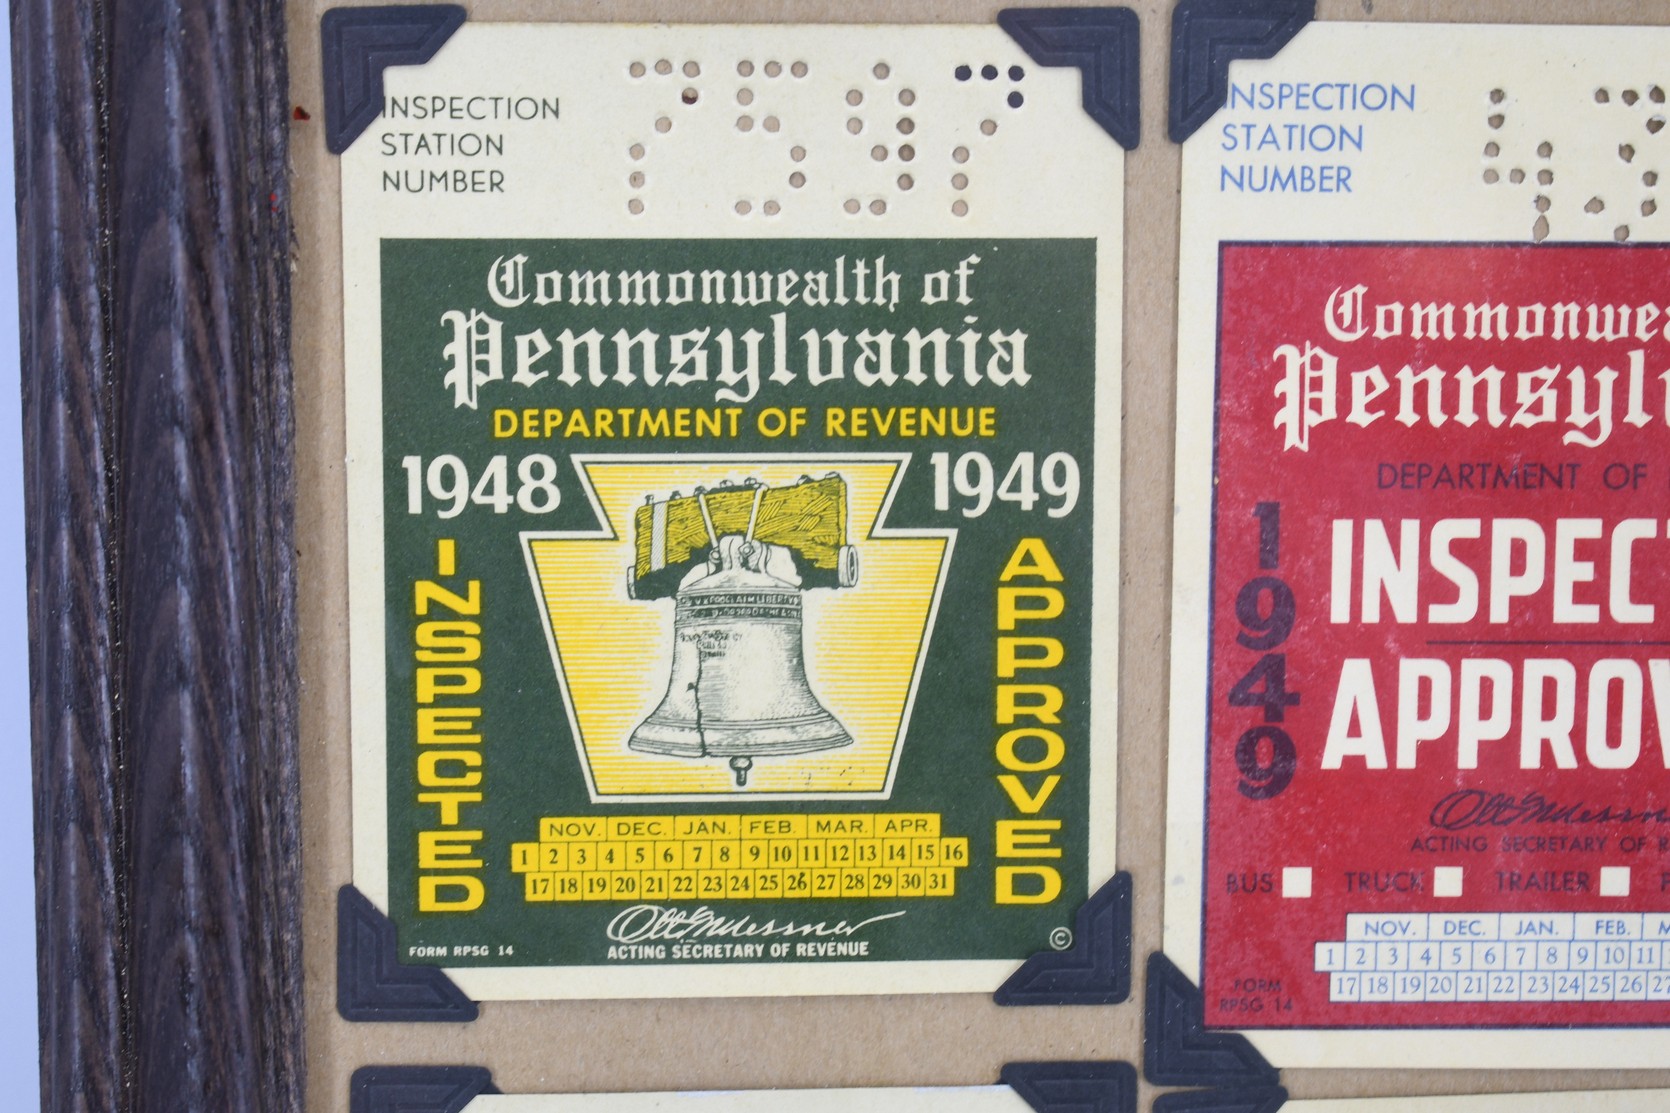 INSPECTION
STATION
NUMBER
7597
Commonwealth of
Pennsylvania
DEPARTMENT OF REVENUE
1948 1949
INSPECTED
APPROVED
NOV. DEC. JAN. FEB. MAR. APR.
1 2 3 4 5 6 7 8 9 10 11 12 13 14 15 16
17 18 19 20 21 22 23 24 25 26 27 28 29 30 31
ACTING SECRETARY OF REVENUE
FORM RPSG 14
©
INSPECTION
STATION
NUMBER
43
Commonwea
Pennsylv
DEPARTMENT OF
1949
INSPECT
APPROV
ACTING SECRETARY OF R
BUS TRUCK TRAILER
NOV. DEC. JAN. FEB. M
1 2 3 4 5 6 7 8 9 10 11
17 18 19 20 21 22 23 24 25 26 27
FORM
RPSG 14